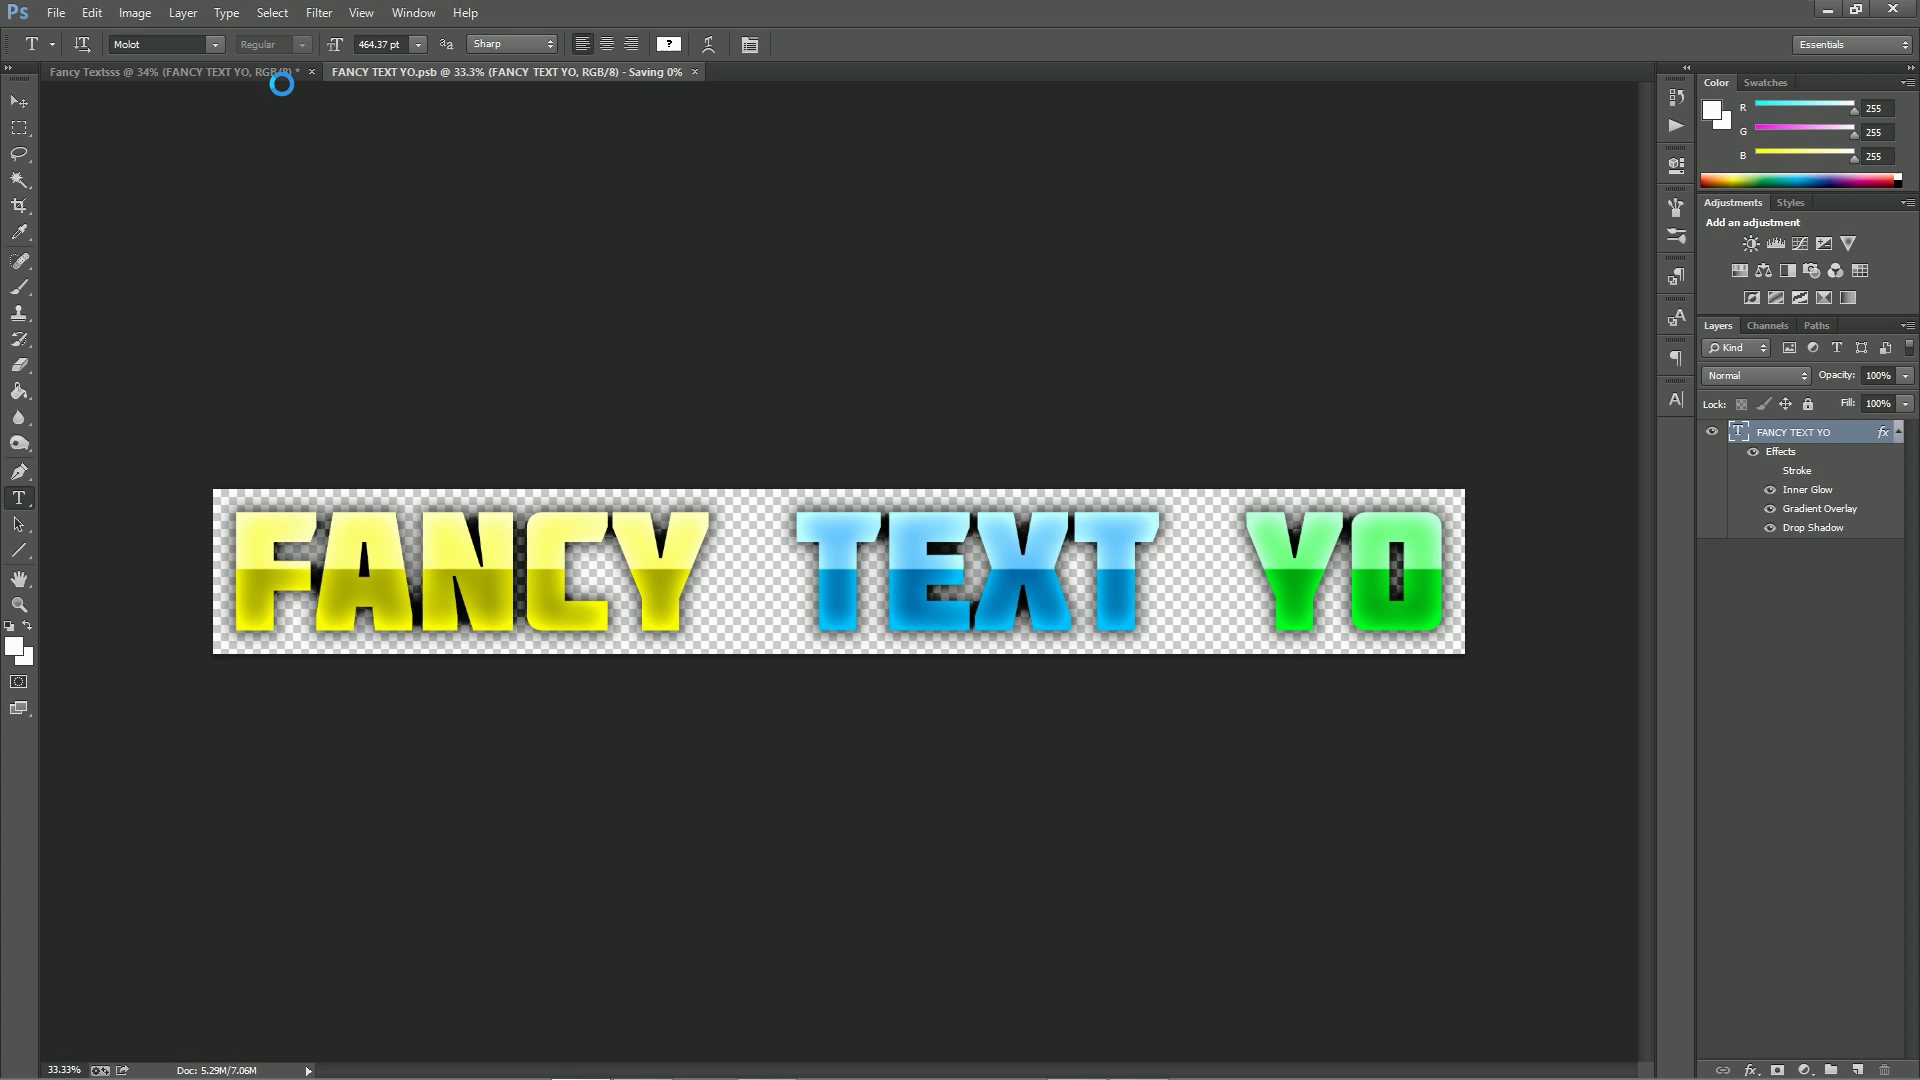 Ps File Edit Image Layer Type Select Filter View Window Help
T Molot Regular 464.37 pt aa Sharp ? Essentials
Fancy Textsss @ 34% (FANCY TEXT YO, RGB/8) * × FANCY TEXT YO.psb @ 33.3% (FANCY TEXT YO, RGB/8) - Saving 0% ×
Color Swatches
R 255
G 255
B 255
Adjustments Styles
Add an adjustment
Layers Channels Paths
Kind
Normal Opacity: 100%
Lock: Fill: 100%
FANCY TEXT YO fx
Effects
Stroke
Inner Glow
Gradient Overlay
Drop Shadow
FANCY TEXT YO
33.33% Doc: 5.29M/7.06M